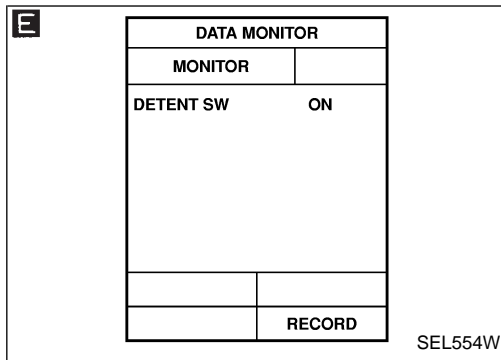 E
DATA MONITOR
MONITOR
DETENT SW ON
RECORD
SEL554W